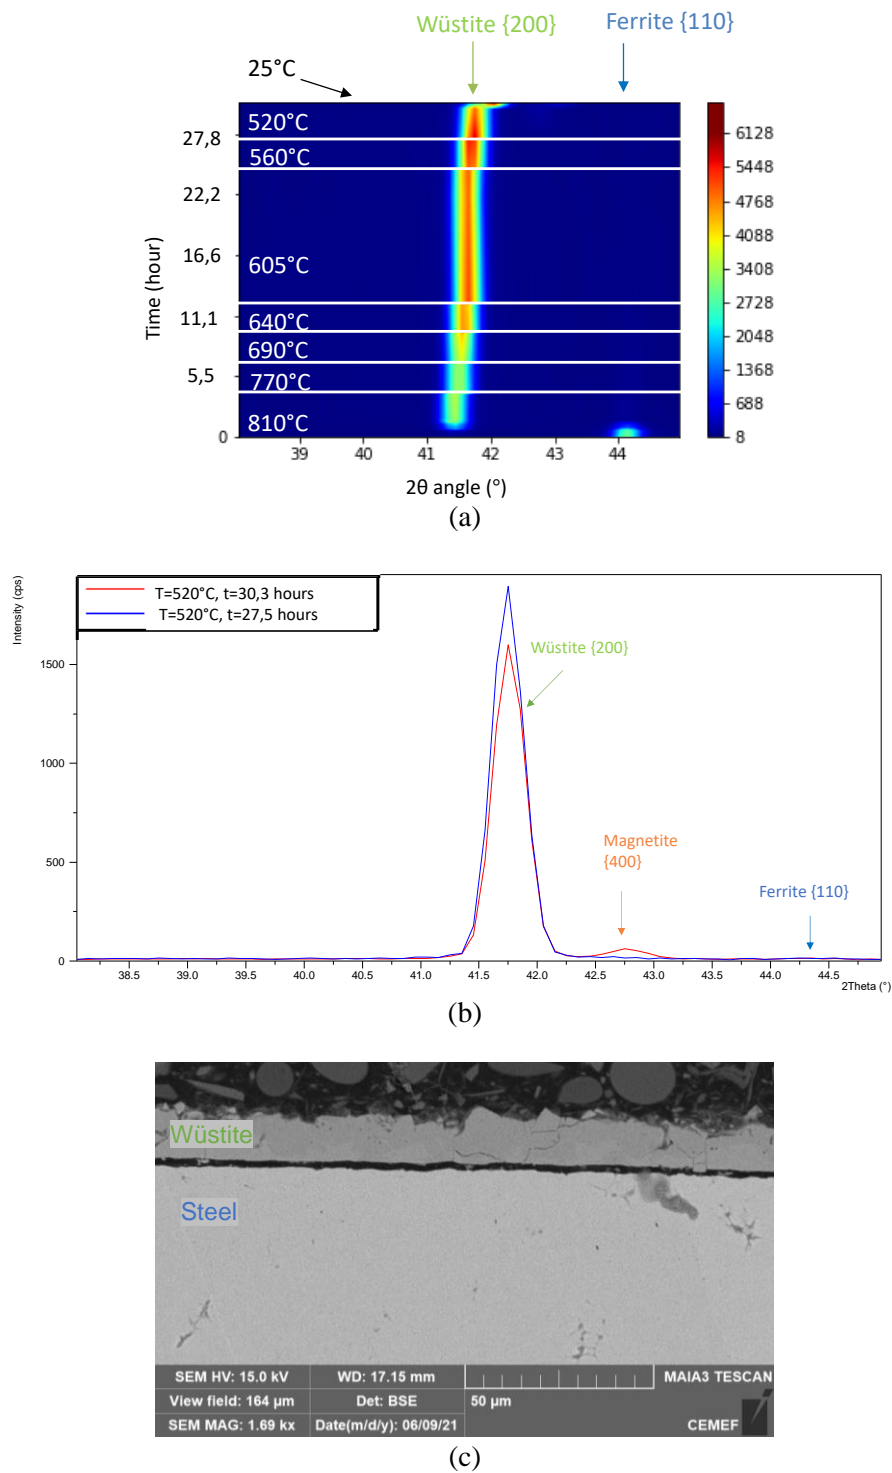 Wüstite {200}
Ferrite {110}
25°C
520°C
560°C
605°C
640°C
690°C
770°C
810°C
27,8
22,2
16,6
11,1
5,5
0
Time (hour)
39
40
41
42
43
44
2θ angle (°)
6128
5448
4768
4088
3408
2728
2048
1368
688
8
(a)
Intensity (cps)
T=520°C, t=30,3 hours
T=520°C, t=27,5 hours
1500
1000
500
0
Wüstite {200}
Magnetite
{400}
Ferrite {110}
38.5
39.0
39.5
40.0
40.5
41.0
41.5
42.0
42.5
43.0
43.5
44.0
44.5
2Theta (°)
(b)
Wüstite
Steel
SEM HV: 15.0 kV
WD: 17.15 mm
MAIA3 TESCAN
View field: 164 µm
Det: BSE
50 µm
SEM MAG: 1.69 kx
Date(m/d/y): 06/09/21
CEMEF
(c)